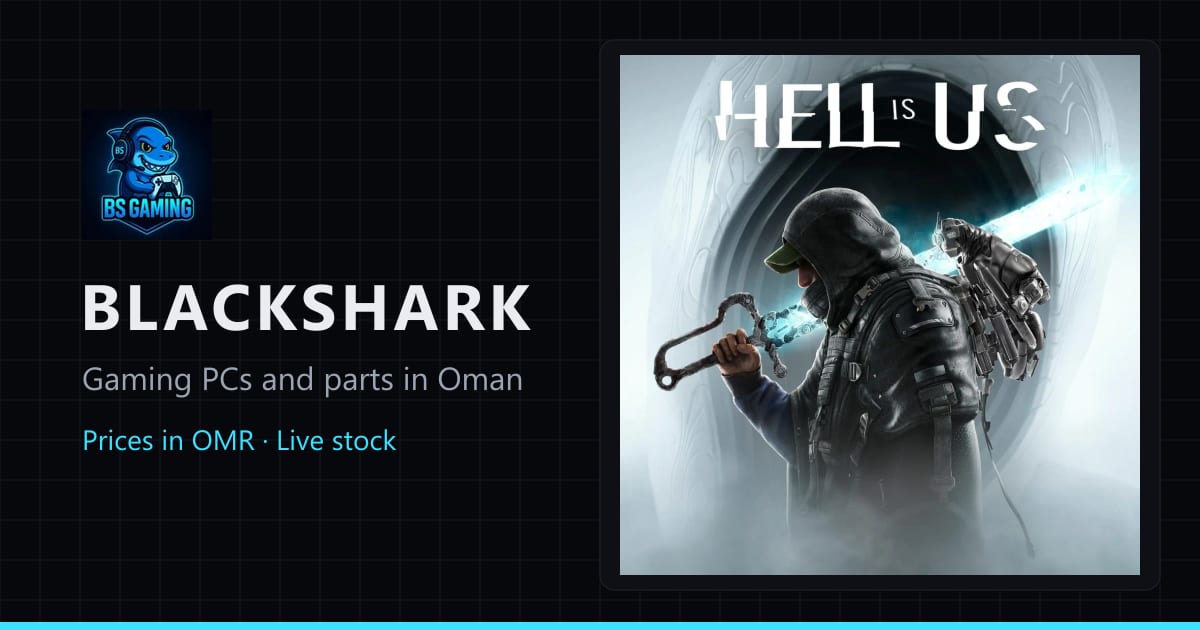 BS
BS GAMING
BLACKSHARK
Gaming PCs and parts in Oman
Prices in OMR · Live stock
HELL IS US